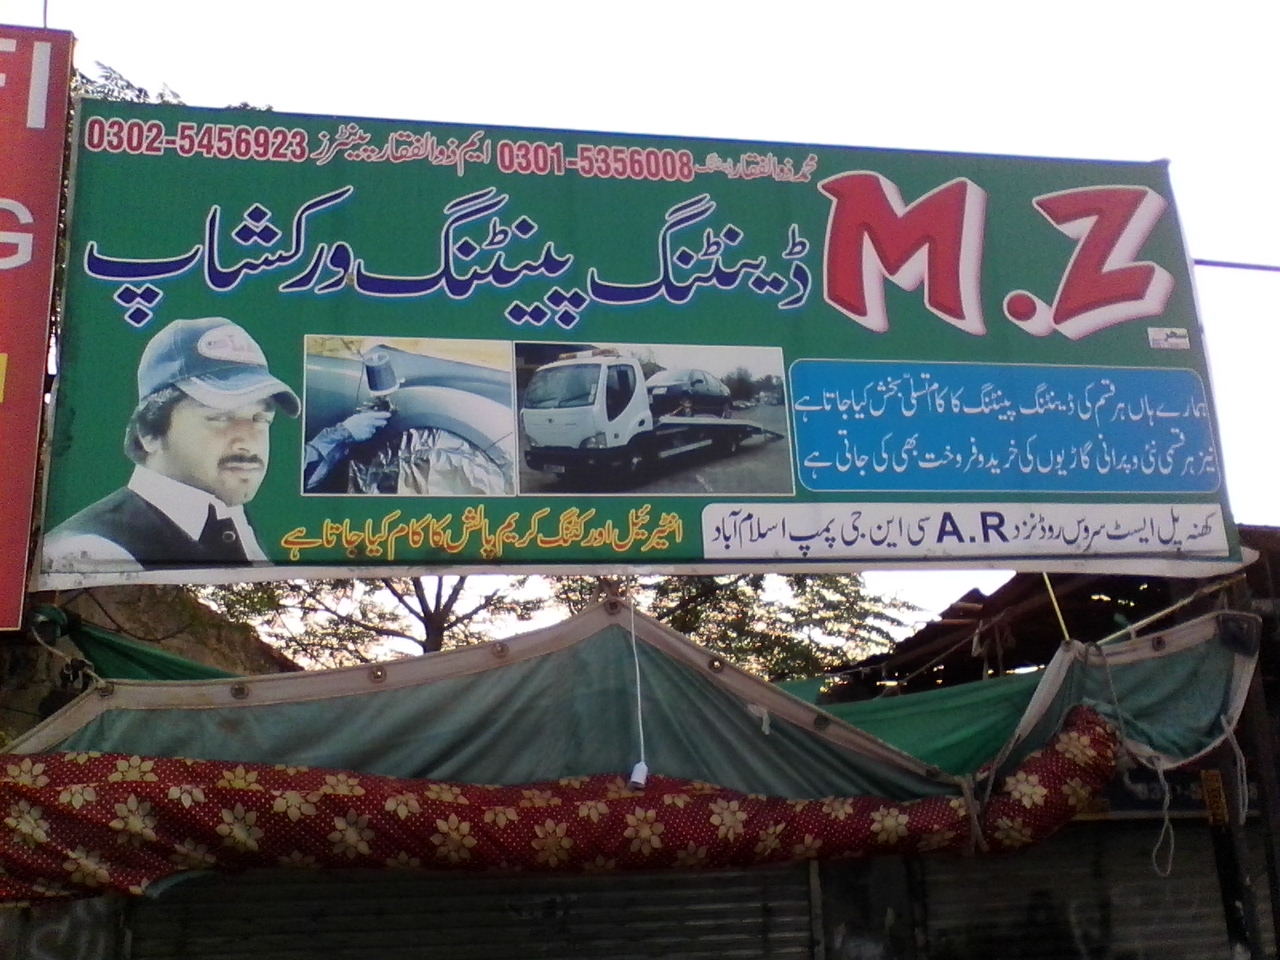 محمد ذوالفقار ڈینٹنگ 0301-5356008 ایم ذوالفقار پینٹرز 0302-5456923
M.Z ڈینٹنگ پینٹنگ ورکشاپ
ہمارے ہاں ہر قسم کی ڈینٹنگ پینٹنگ کا کام تسلی بخش کیا جاتا ہے
نیز ہر قسمی نئی و پرانی گاڑیوں کی خرید و فروخت بھی کی جاتی ہے
کھنہ پل ایسٹ سروس روڈ نزد A.R سی این جی پمپ اسلام آباد
انٹیریئل اور کٹنگ کریم پالش کا کام کیا جاتا ہے
FI
G